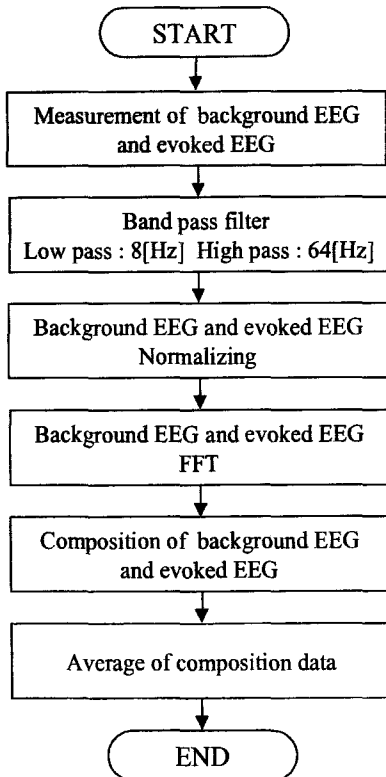 START
Measurement of background EEG
and evoked EEG
Band pass filter
Low pass : 8[Hz] High pass : 64[Hz]
Background EEG and evoked EEG
Normalizing
Background EEG and evoked EEG
FFT
Composition of background EEG
and evoked EEG
Average of composition data
END